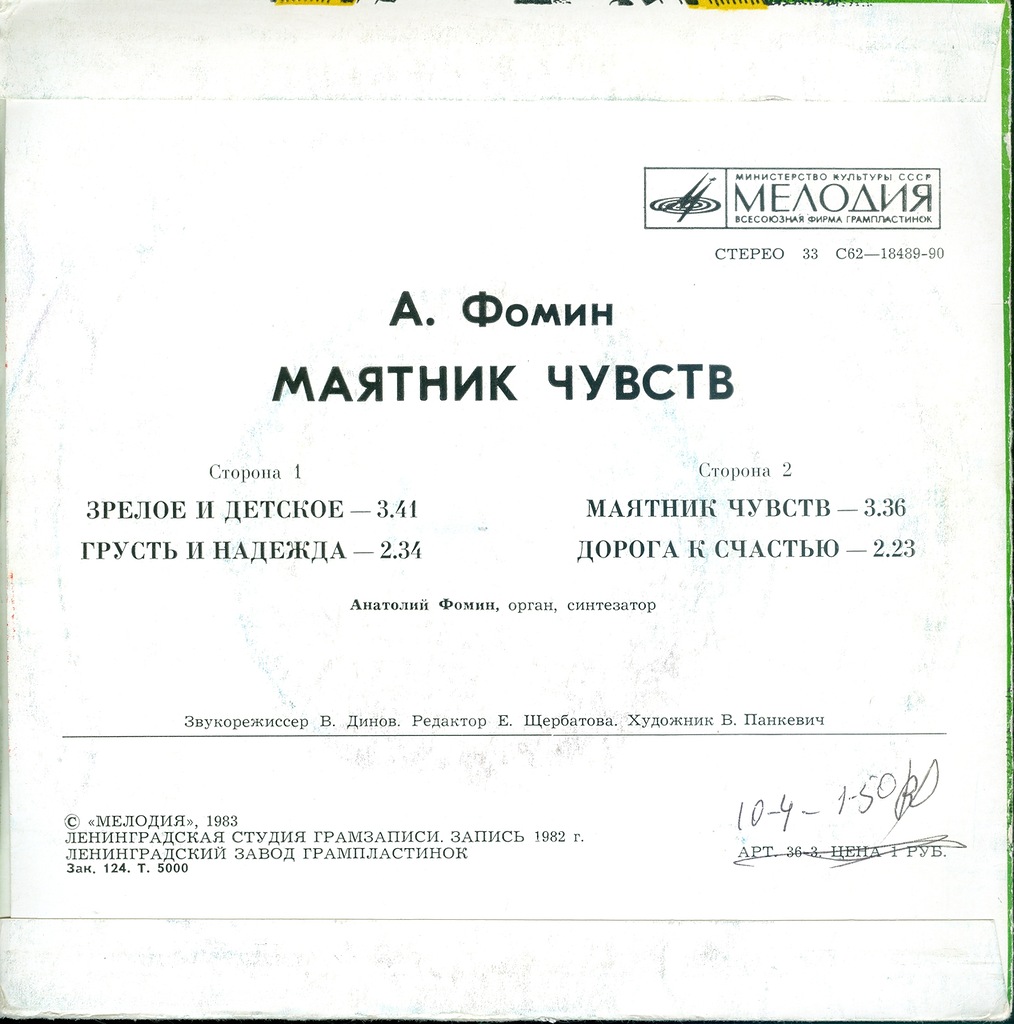 МИНИСТЕРСТВО КУЛЬТУРЫ СССР
МЕЛОДИЯ
ВСЕСОЮЗНАЯ ФИРМА ГРАМПЛАСТИНОК
СТЕРЕО 33 С62—18489-90
А. Фомин
МАЯТНИК ЧУВСТВ
Сторона 1
ЗРЕЛОЕ И ДЕТСКОЕ — 3.41
ГРУСТЬ И НАДЕЖДА — 2.34
Сторона 2
МАЯТНИК ЧУВСТВ — 3.36
ДОРОГА К СЧАСТЬЮ — 2.23
Анатолий Фомин, орган, синтезатор
Звукорежиссер В. Динов. Редактор Е. Щербатова. Художник В. Панкевич
© «МЕЛОДИЯ», 1983
ЛЕНИНГРАДСКАЯ СТУДИЯ ГРАМЗАПИСИ. ЗАПИСЬ 1982 г.
ЛЕНИНГРАДСКИЙ ЗАВОД ГРАМПЛАСТИНОК
Зак. 124. Т. 5000
10-4 - 1-50
АРТ. 36-3. ЦЕНА 1 РУБ.